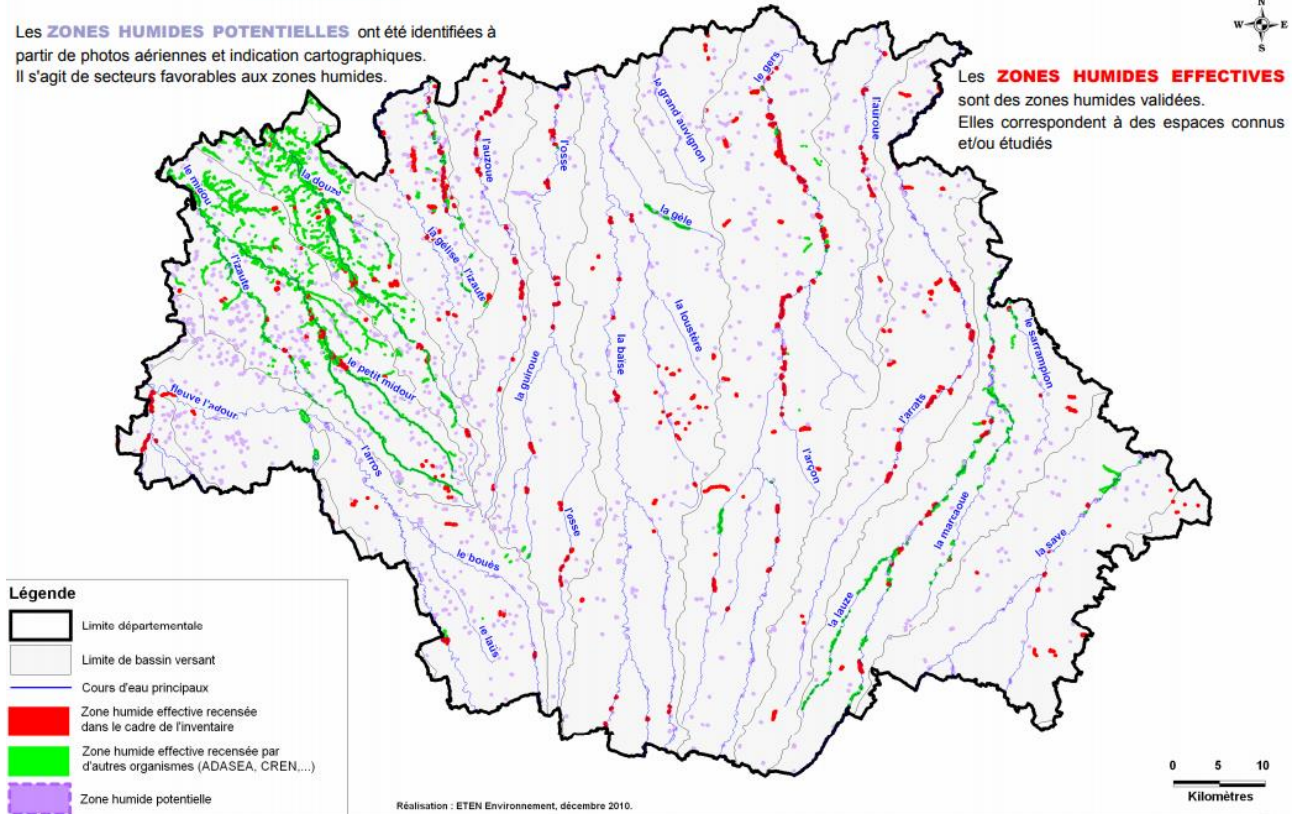 Les ZONES HUMIDES POTENTIELLES ont été identifiées à
partir de photos aériennes et indication cartographiques.
Il s'agit de secteurs favorables aux zones humides.
N
W E
S
Les ZONES HUMIDES EFFECTIVES
sont des zones humides validées.
Elles correspondent à des espaces connus
et/ou étudiés
le gers
le grand auvignon
l'auroue
l'auzoue
l'osse
la douze
le midou
la gèle
la gélise
l'izaute
l'izaute
la loustère
le sarrampion
la baïse
la guiroue
le petit midour
fleuve l'adour
l'arrats
l'arros
l'arçon
l'osse
la marcaoue
la save
le bouès
la lauze
le laüs
Légende
Limite départementale
Limite de bassin versant
Cours d'eau principaux
Zone humide effective recensée
dans le cadre de l'inventaire
Zone humide effective recensée par
d'autres organismes (ADASEA, CREN,...)
Zone humide potentielle
Réalisation : ETEN Environnement, décembre 2010.
0 5 10
Kilomètres